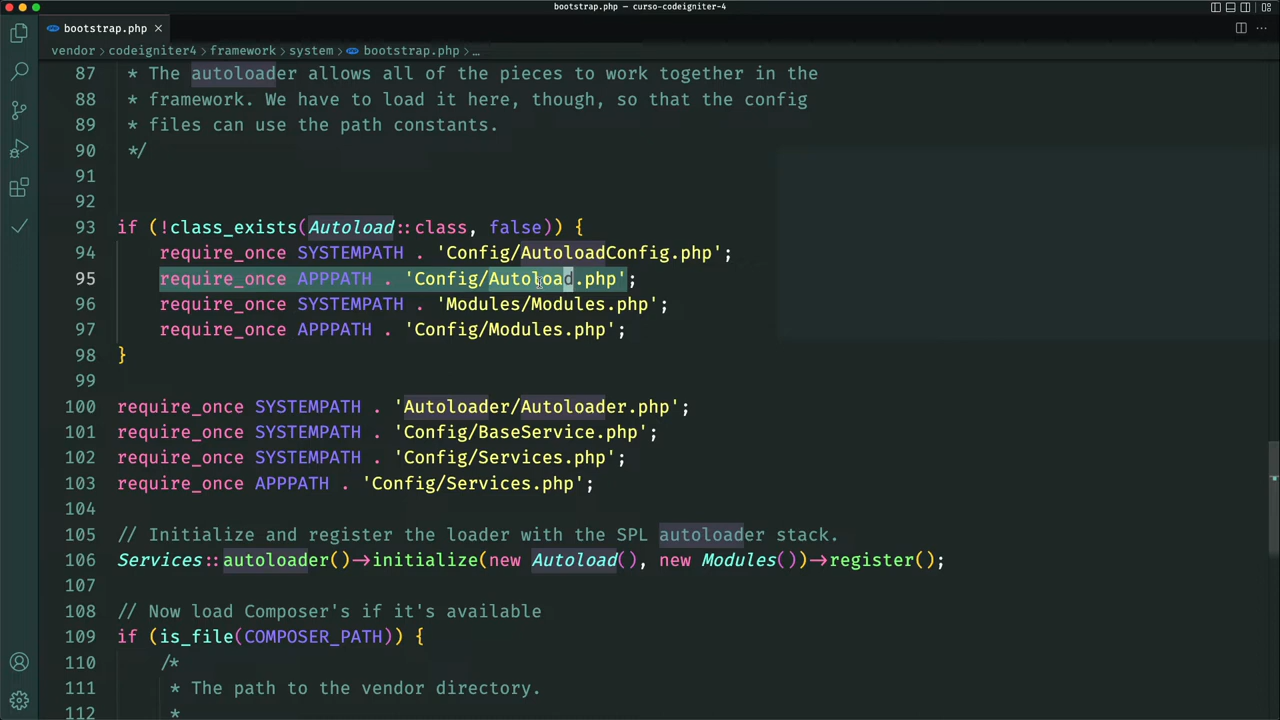 bootstrap.php — curso-codeigniter-4
bootstrap.php
vendor > codeigniter4 > framework > system > bootstrap.php > …
87 * The autoloader allows all of the pieces to work together in the
88 * framework. We have to load it here, though, so that the config
89 * files can use the path constants.
90 */
91
92
93 if (!class_exists(Autoload::class, false)) {
94 require_once SYSTEMPATH . 'Config/AutoloadConfig.php';
95 require_once APPPATH . 'Config/Autoload.php';
96 require_once SYSTEMPATH . 'Modules/Modules.php';
97 require_once APPPATH . 'Config/Modules.php';
98 }
99
100 require_once SYSTEMPATH . 'Autoloader/Autoloader.php';
101 require_once SYSTEMPATH . 'Config/BaseService.php';
102 require_once SYSTEMPATH . 'Config/Services.php';
103 require_once APPPATH . 'Config/Services.php';
104
105 // Initialize and register the loader with the SPL autoloader stack.
106 Services::autoloader()->initialize(new Autoload(), new Modules())->register();
107
108 // Now load Composer's if it's available
109 if (is_file(COMPOSER_PATH)) {
110 /*
111 * The path to the vendor directory.
112 *